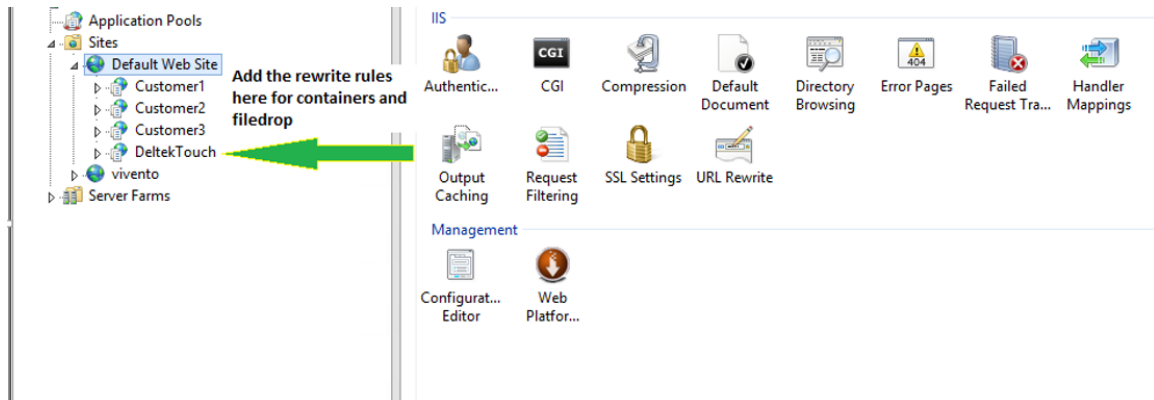 Application Pools
Sites
Default Web Site
Customer1
Customer2
Customer3
DeltekTouch
vivento
Server Farms
Add the rewrite rules
here for containers and
filedrop
IIS
Authentic...
CGI
Compression
Default
Document
Directory
Browsing
Error Pages
Failed
Request Tra...
Handler
Mappings
Output
Caching
Request
Filtering
SSL Settings
URL Rewrite
Management
Configurat...
Editor
Web
Platfor...
CGI
404